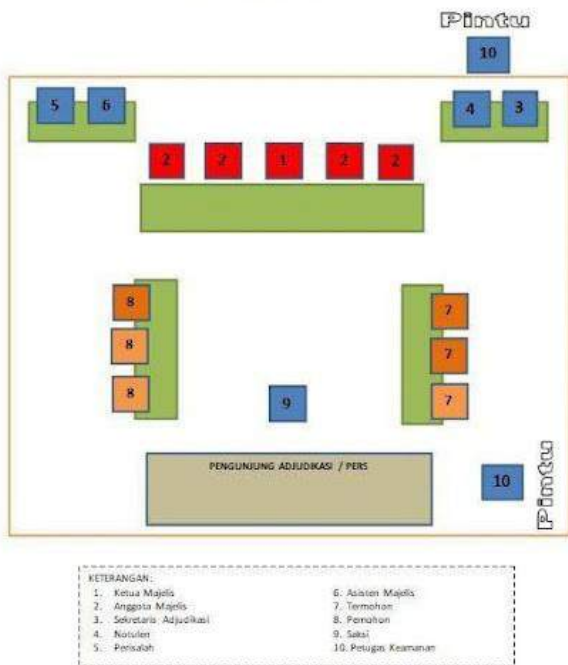 Pintu
10
5 6 4 3
2 2 1 2 2
8 7
8 7
8 7
9
PENGUNJUNG ADJUDIKASI / PERS
10
Pintu
KETERANGAN:
1. Ketua Majelis
2. Anggota Majelis
3. Sekretaris Adjudikasi
4. Notulen
5. Perisalah
6. Asisten Majelis
7. Termohon
8. Pemohon
9. Saksi
10. Petugas Keamanan